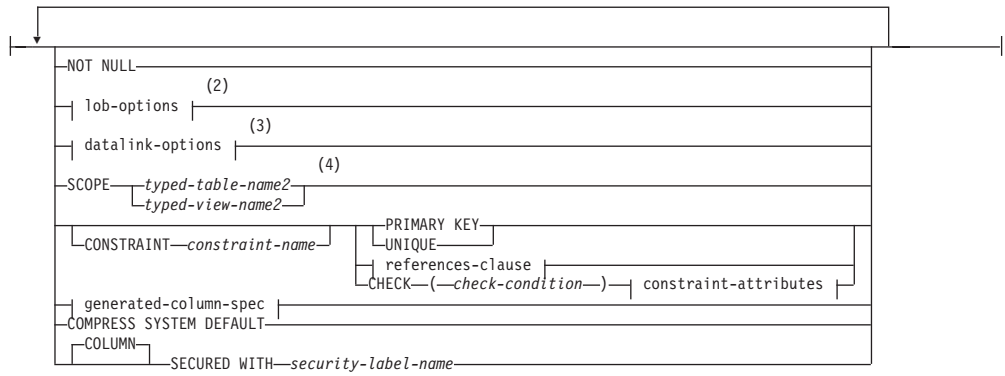 NOT NULL
(2)
lob-options
(3)
datalink-options
(4)
SCOPE typed-table-name2
typed-view-name2
PRIMARY KEY
CONSTRAINT constraint-name UNIQUE
references-clause
CHECK ( check-condition ) constraint-attributes
generated-column-spec
COMPRESS SYSTEM DEFAULT
COLUMN
SECURED WITH security-label-name